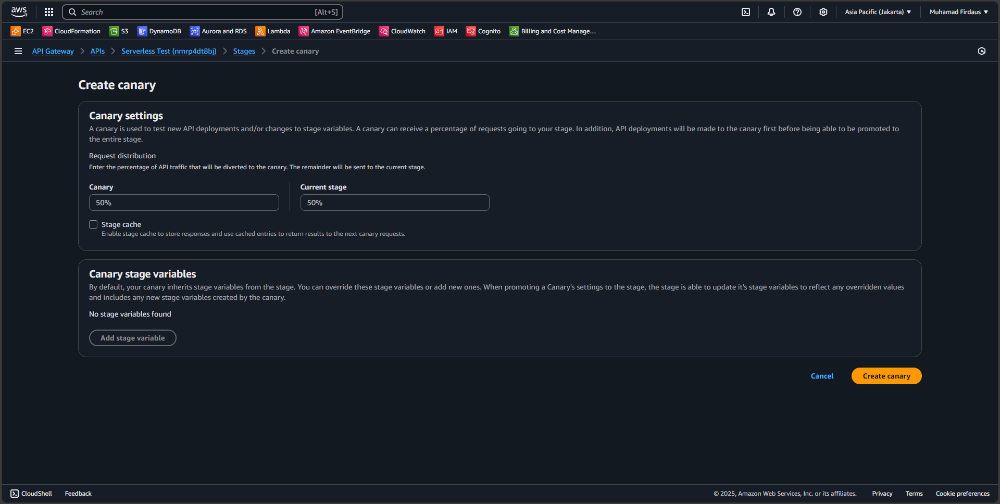 aws
Search [Alt+S]
Asia Pacific (Jakarta)
Muhamad Firdaus
EC2 CloudFormation S3 DynamoDB Aurora and RDS Lambda Amazon EventBridge CloudWatch IAM Cognito Billing and Cost Manage...
API Gateway > APIs > Serverless Test (nmrp4dt8bj) > Stages > Create canary
Create canary
Canary settings
A canary is used to test new API deployments and/or changes to stage variables. A canary can receive a percentage of requests going to your stage. In addition, API deployments will be made to the canary first before being able to be promoted to
the entire stage.
Request distribution
Enter the percentage of API traffic that will be diverted to the canary. The remainder will be sent to the current stage.
Canary
50%
Current stage
50%
Stage cache
Enable stage cache to store responses and use cached entries to return results to the next canary requests.
Canary stage variables
By default, your canary inherits stage variables from the stage. You can override these stage variables or add new ones. When promoting a Canary's settings to the stage, the stage is able to update it's stage variables to reflect any overridden values
and includes any new stage variables created by the canary.
No stage variables found
Add stage variable
Cancel
Create canary
CloudShell Feedback
© 2025, Amazon Web Services, Inc. or its affiliates. Privacy Terms Cookie preferences